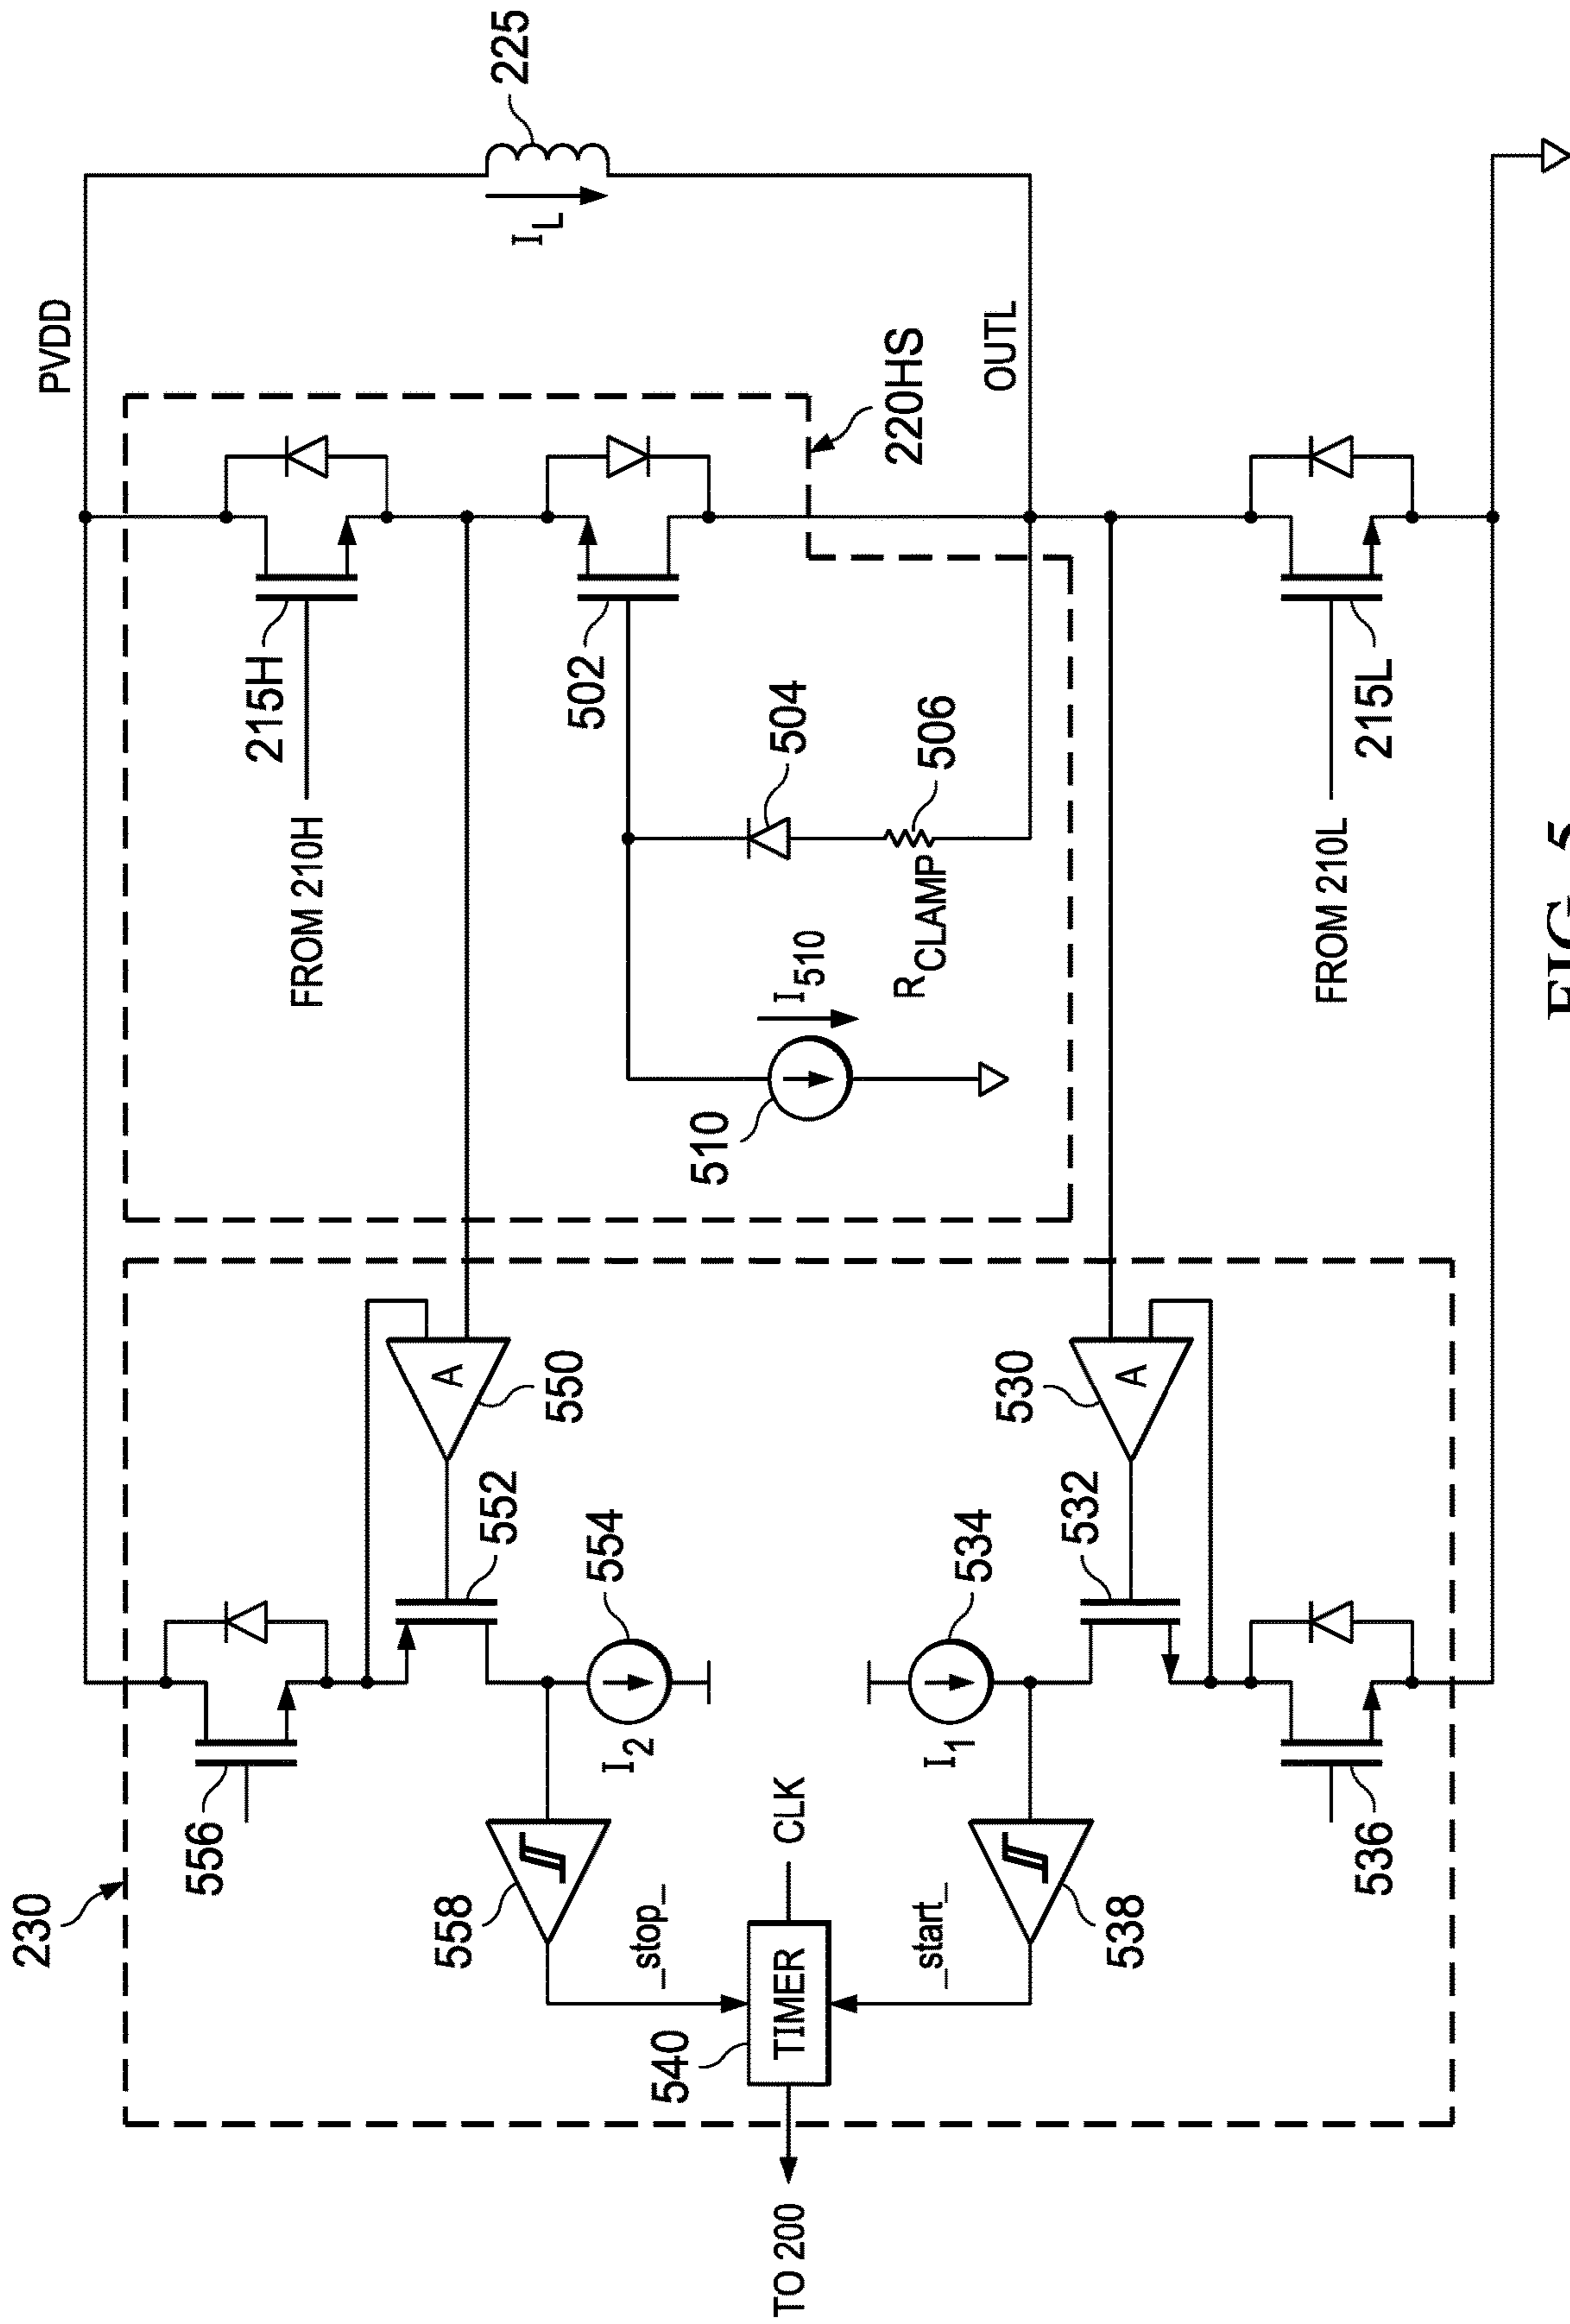 230
PVDD
225
I_L
556
215H
FROM 210H
502
504
506
R_CLAMP
I_510
510
220HS
OUTL
550
552
554
I_2
558
_stop_
540
TIMER
CLK
TO 200
_start_
538
I_1
534
532
530
536
215L
FROM 210L
A
A
FIG. 5